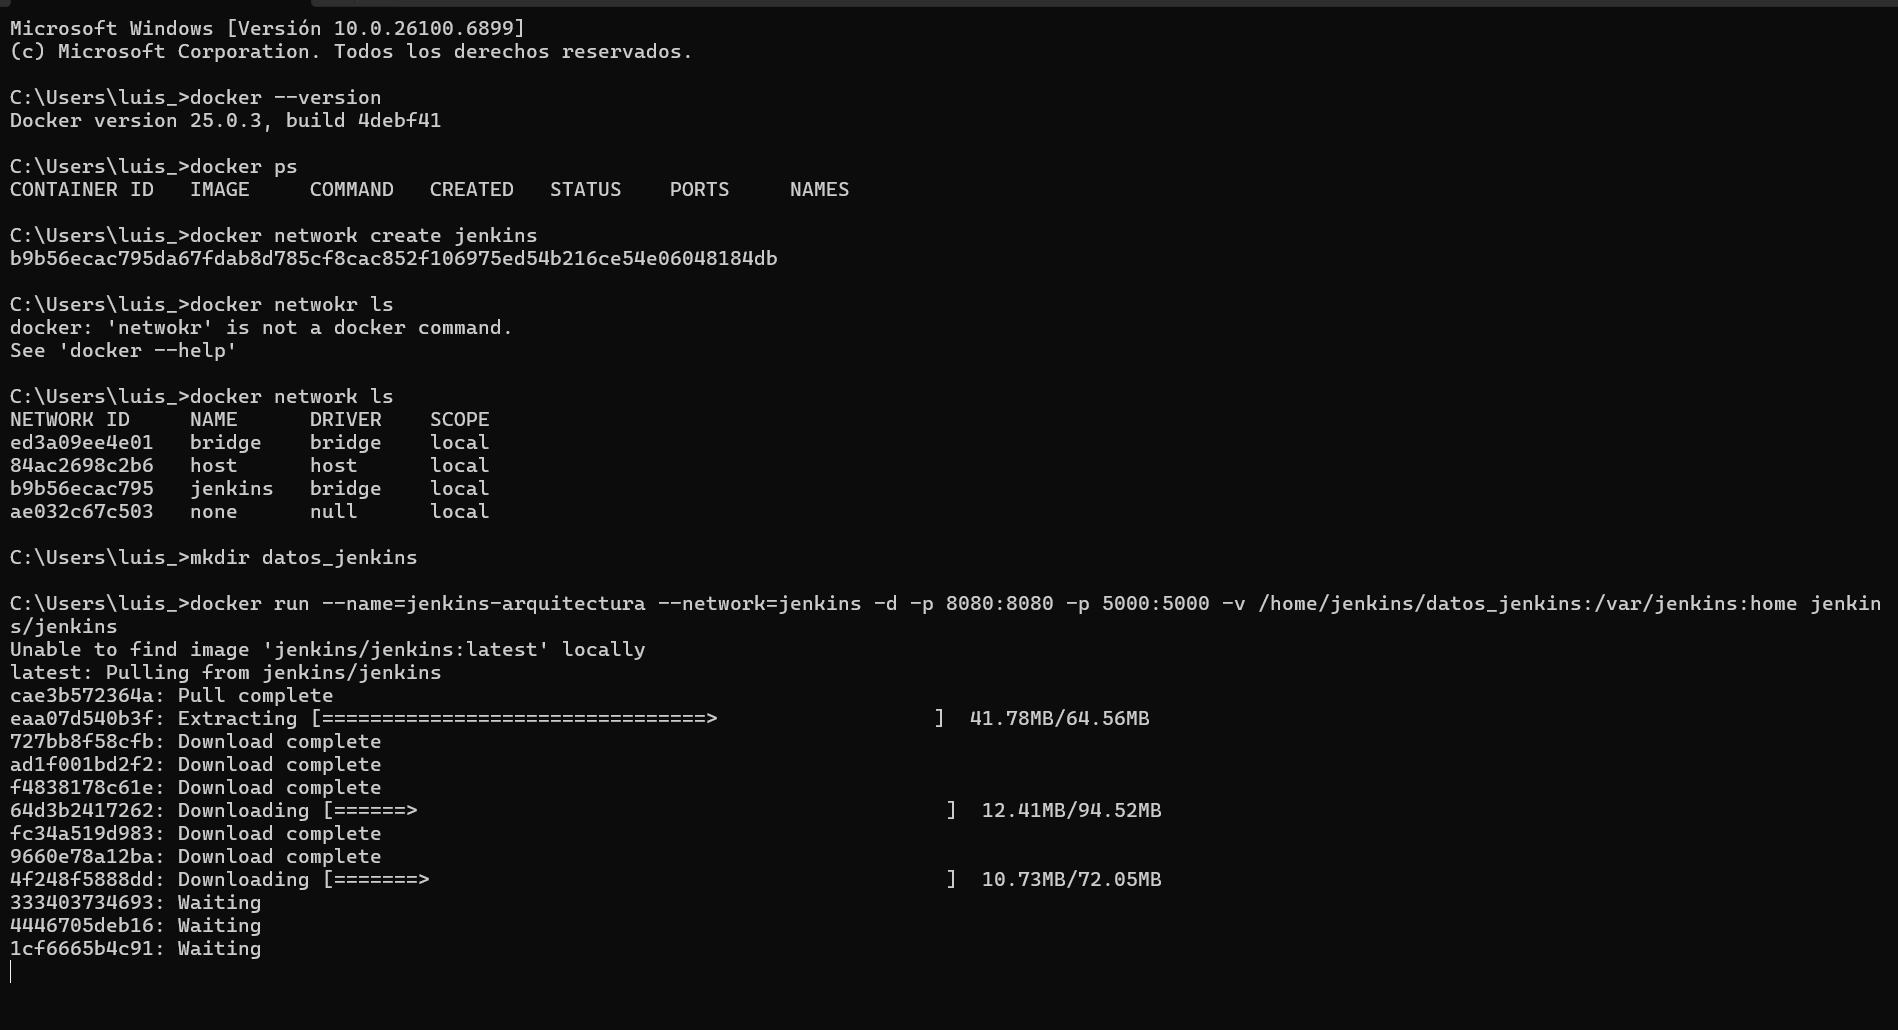 Microsoft Windows [Versión 10.0.26100.6899]
(c) Microsoft Corporation. Todos los derechos reservados.
C:\Users\luis_>docker --version
Docker version 25.0.3, build 4debf41
C:\Users\luis_>docker ps
CONTAINER ID   IMAGE     COMMAND   CREATED   STATUS    PORTS     NAMES
C:\Users\luis_>docker network create jenkins
b9b56ecac795da67fdab8d785cf8cac852f106975ed54b216ce54e06048184db
C:\Users\luis_>docker netwokr ls
docker: 'netwokr' is not a docker command.
See 'docker --help'
C:\Users\luis_>docker network ls
NETWORK ID     NAME      DRIVER    SCOPE
ed3a09ee4e01   bridge    bridge    local
84ac2698c2b6   host      host      local
b9b56ecac795   jenkins   bridge    local
ae032c67c503   none      null      local
C:\Users\luis_>mkdir datos_jenkins
C:\Users\luis_>docker run --name=jenkins-arquitectura --network=jenkins -d -p 8080:8080 -p 5000:5000 -v /home/jenkins/datos_jenkins:/var/jenkins:home jenkin
s/jenkins
Unable to find image 'jenkins/jenkins:latest' locally
latest: Pulling from jenkins/jenkins
cae3b572364a: Pull complete
eaa07d540b3f: Extracting [================================>                  ]  41.78MB/64.56MB
727bb8f58cfb: Download complete
ad1f001bd2f2: Download complete
f4838178c61e: Download complete
64d3b2417262: Downloading [======>                                            ]  12.41MB/94.52MB
fc34a519d983: Download complete
9660e78a12ba: Download complete
4f248f5888dd: Downloading [=======>                                           ]  10.73MB/72.05MB
333403734693: Waiting
4446705deb16: Waiting
1cf6665b4c91: Waiting